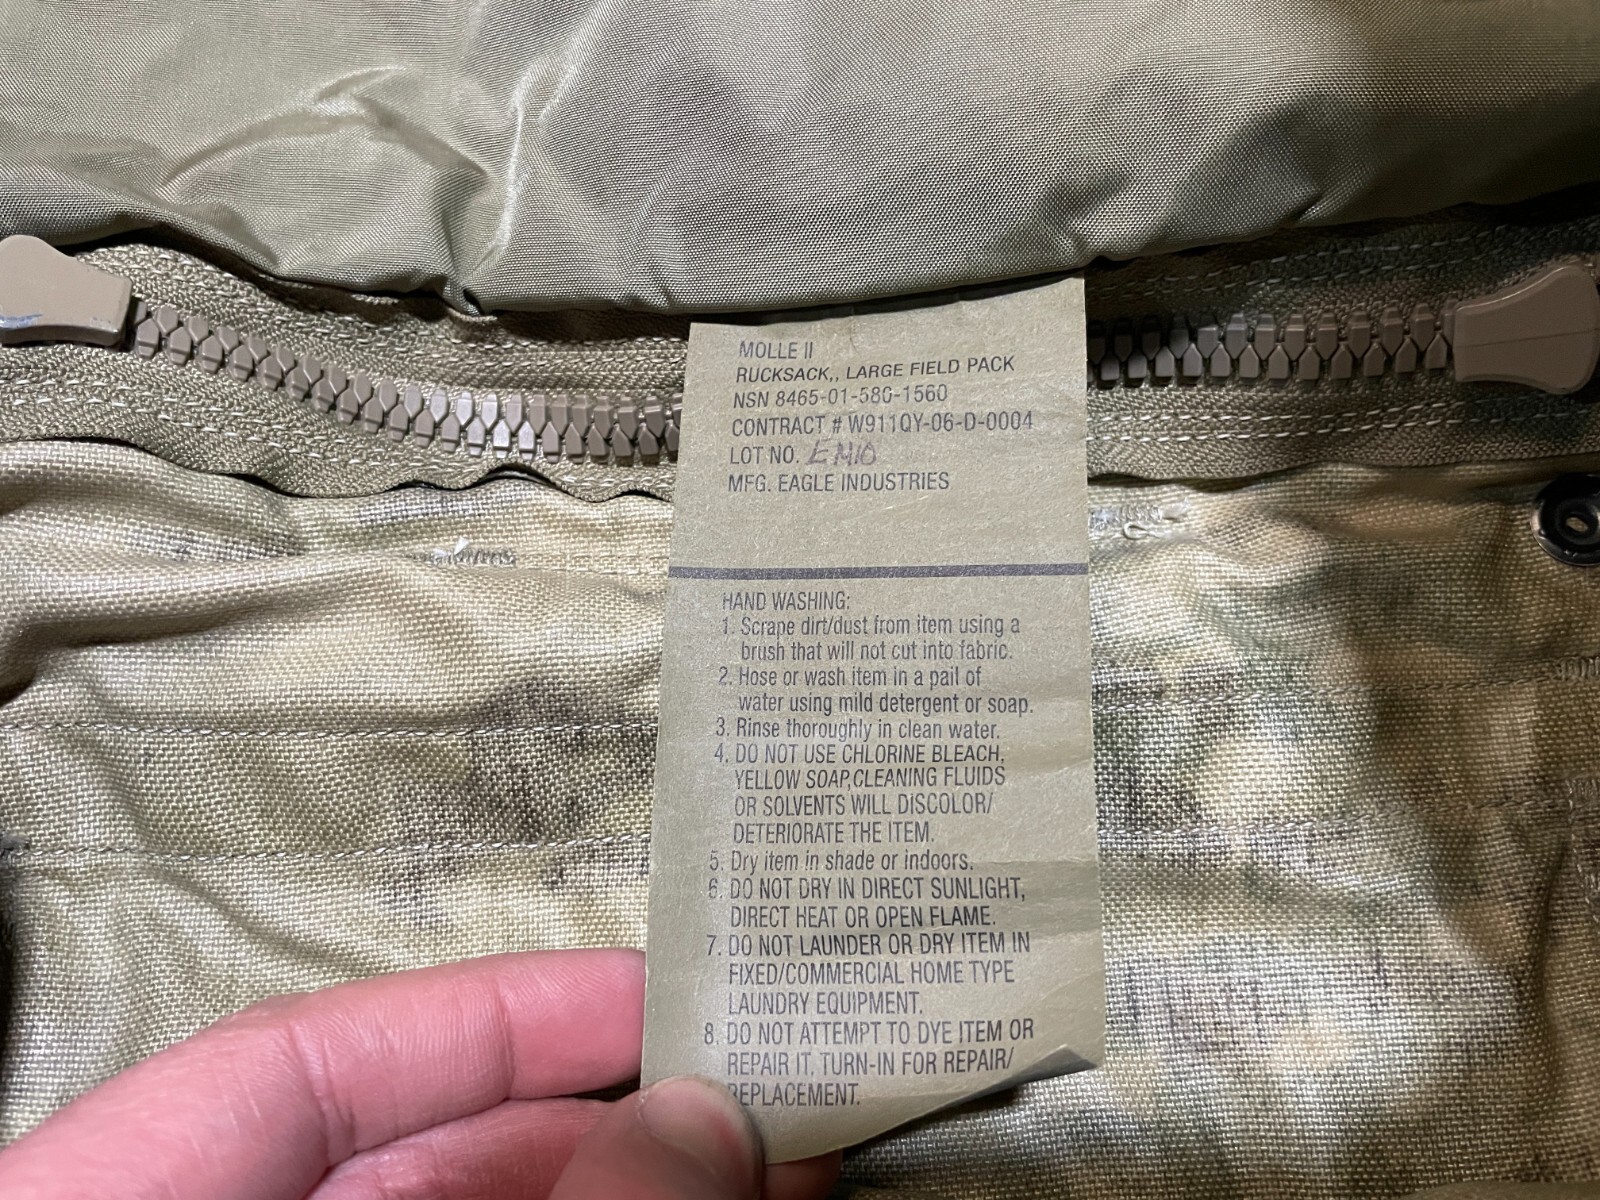 MOLLE II
RUCKSACK,, LARGE FIELD PACK
NSN 8465-01-580-1560
CONTRACT # W911QY-06-D-0004
LOT NO.
MFG. EAGLE INDUSTRIES
HAND WASHING:
1. Scrape dirt/dust from item using a
brush that will not cut into fabric.
2. Hose or wash item in a pail of
water using mild detergent or soap.
3. Rinse thoroughly in clean water.
4. DO NOT USE CHLORINE BLEACH,
YELLOW SOAP,CLEANING FLUIDS
OR SOLVENTS WILL DISCOLOR/
DETERIORATE THE ITEM.
5. Dry item in shade or indoors.
6. DO NOT DRY IN DIRECT SUNLIGHT,
DIRECT HEAT OR OPEN FLAME.
7. DO NOT LAUNDER OR DRY ITEM IN
FIXED/COMMERCIAL HOME TYPE
LAUNDRY EQUIPMENT.
8. DO NOT ATTEMPT TO DYE ITEM OR
REPAIR IT, TURN-IN FOR REPAIR/
REPLACEMENT.